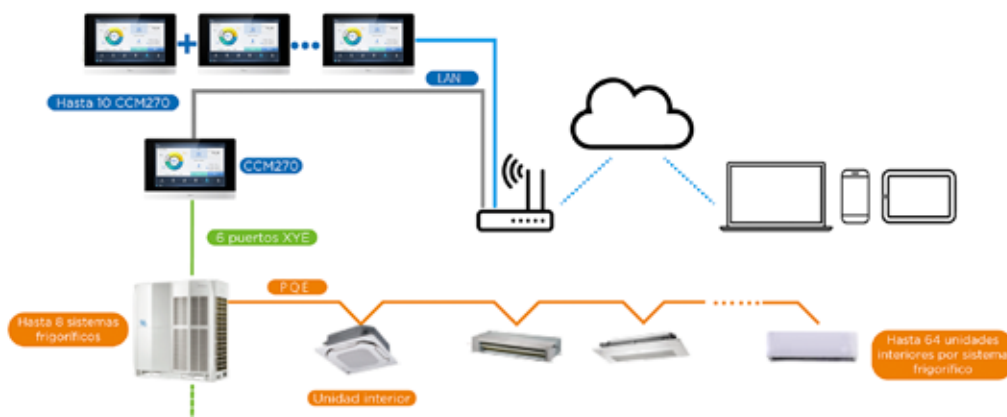 LAN
Hasta 10 CCM270
CCM270
6 puertos XYE
P Q E
Hasta 6 sistemas
frigoríficos
Hasta 64 unidades
interiores por sistema
frigorífico
Unidad interior